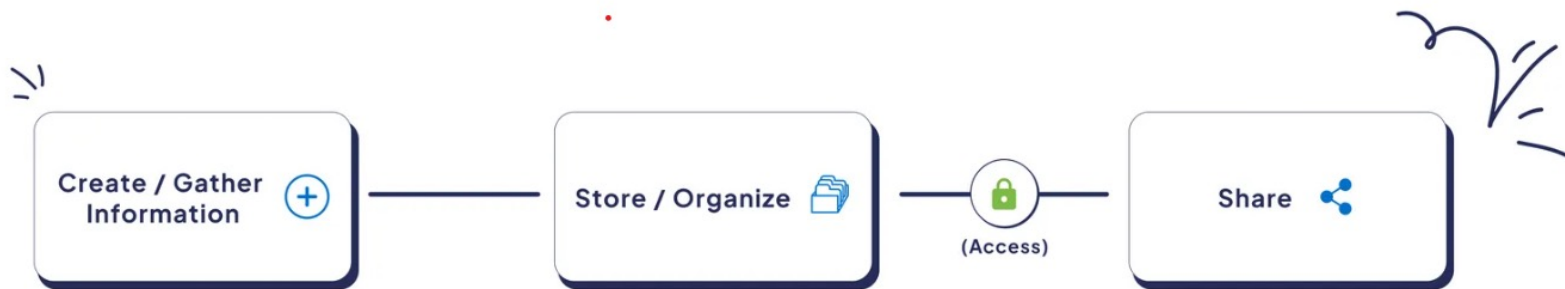 Create / Gather
Information
Store / Organize
(Access)
Share